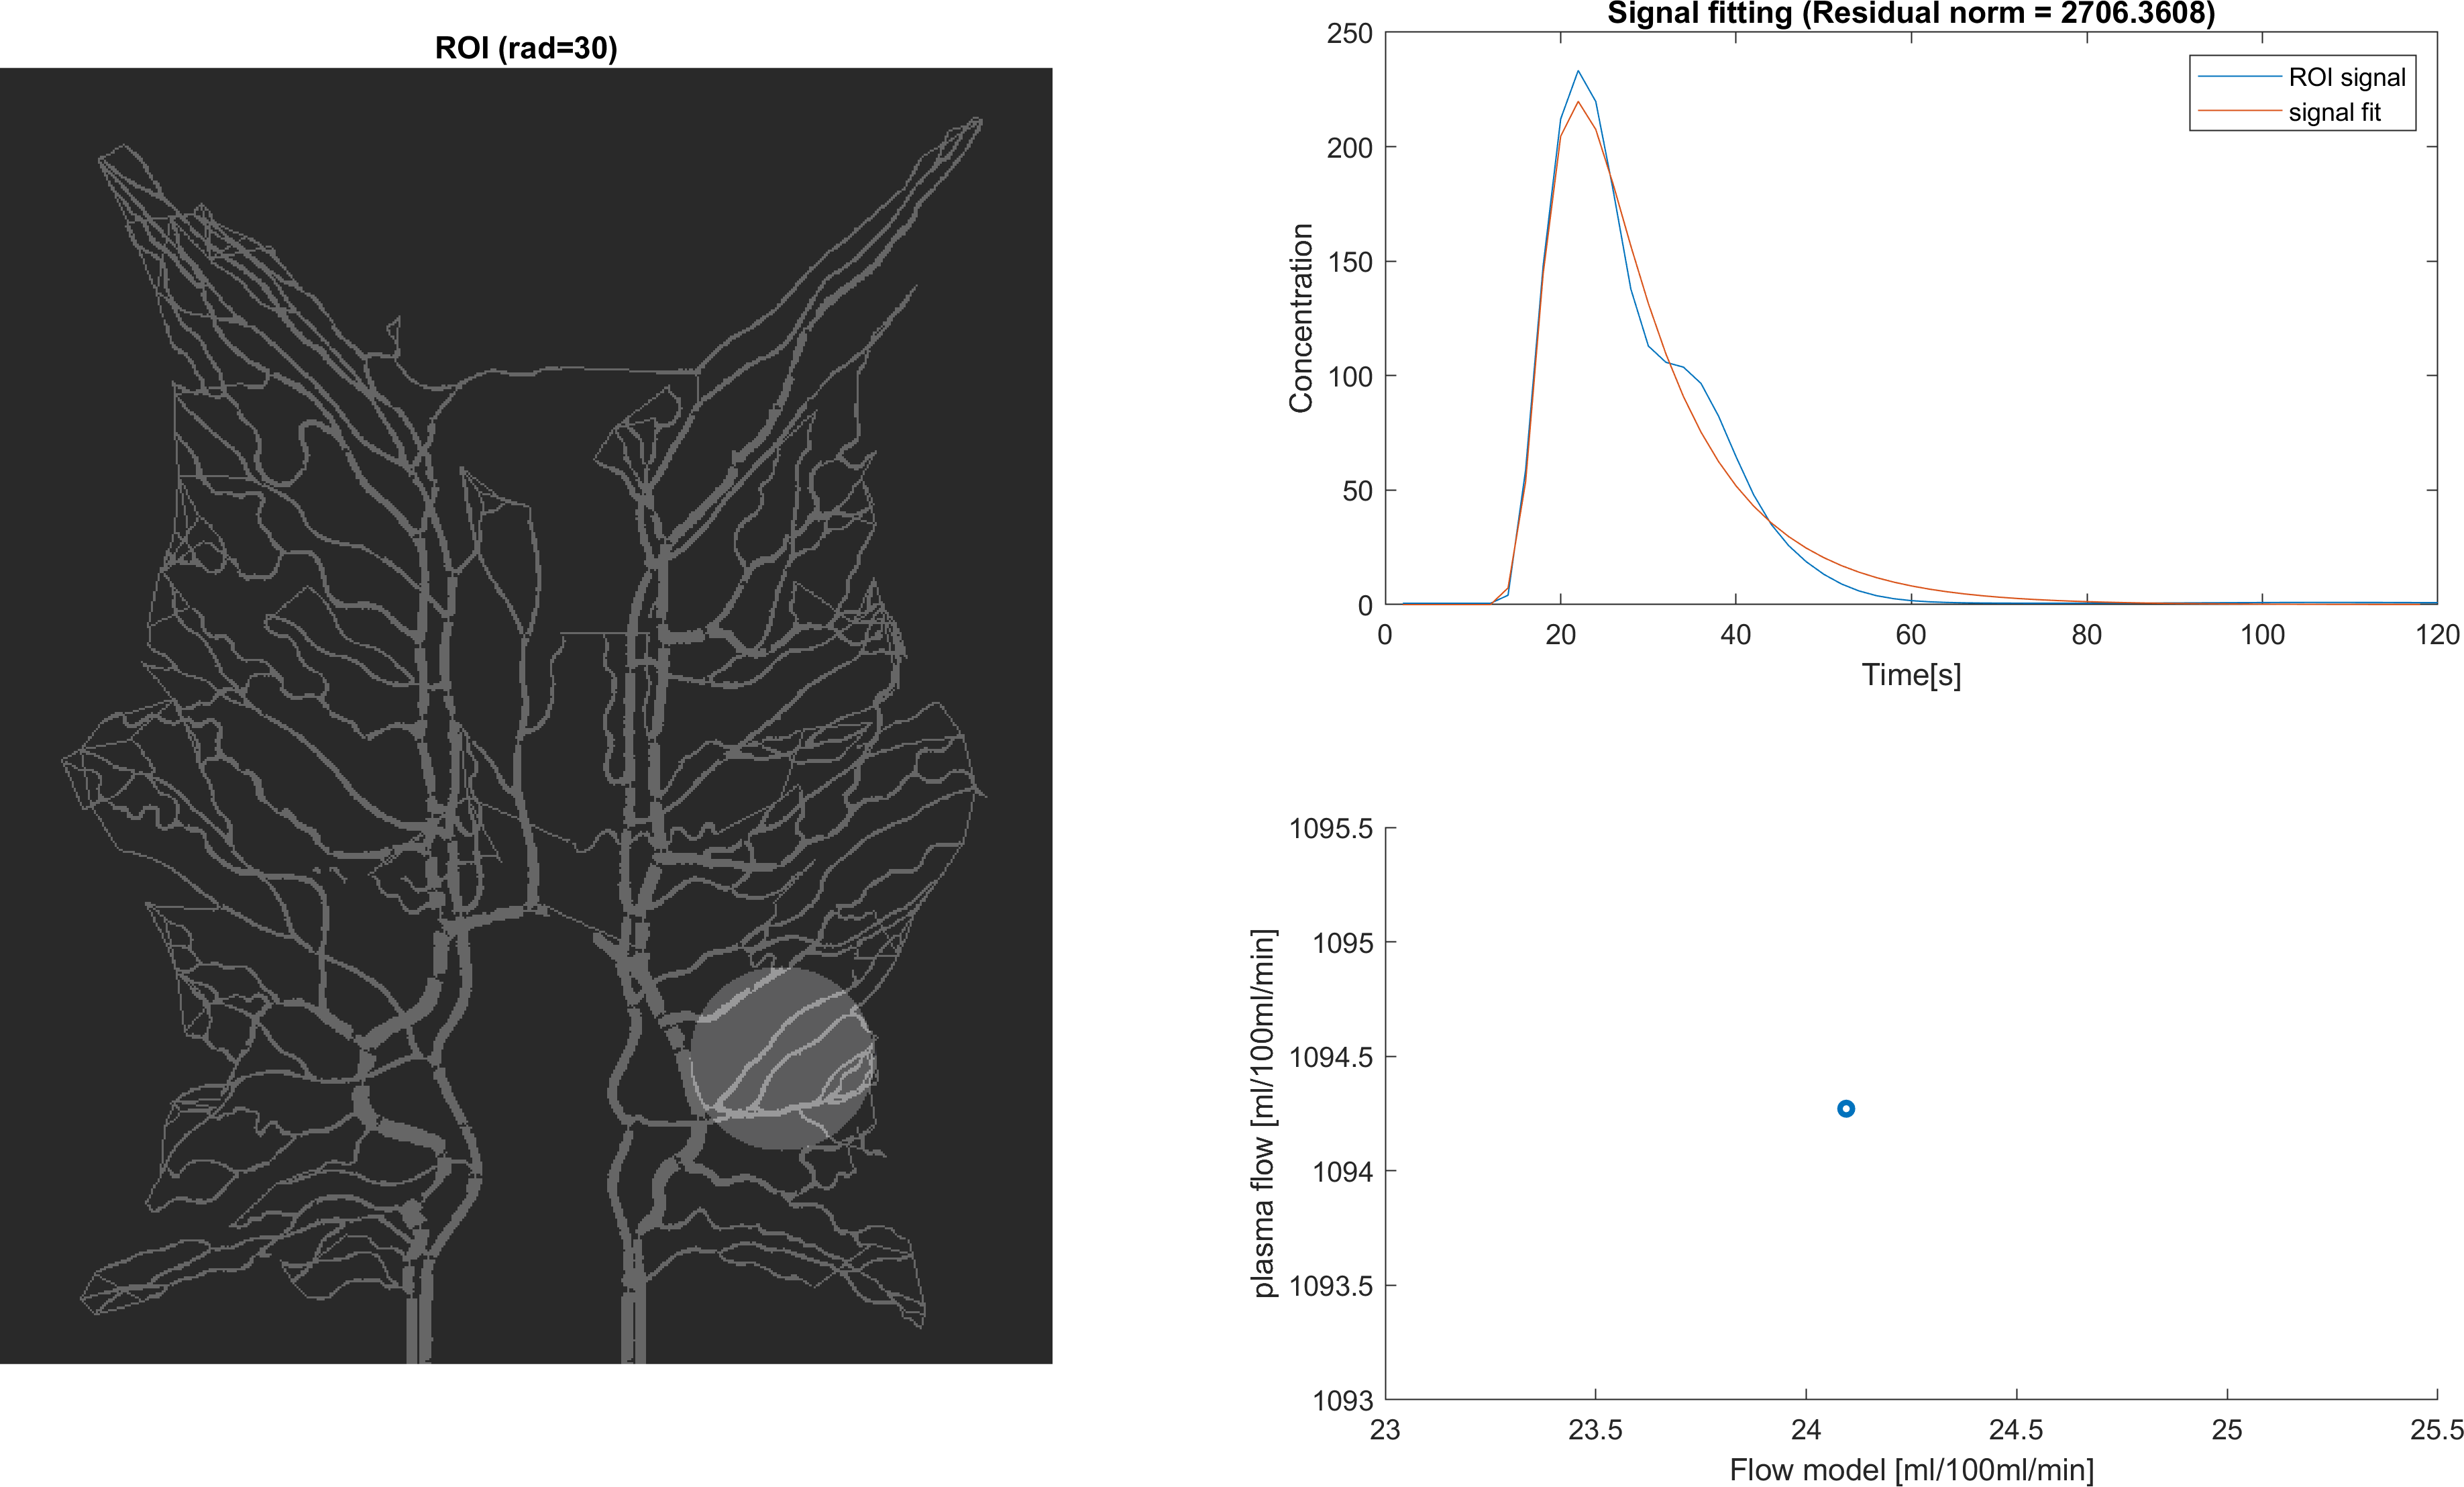 ROI (rad=30)
Signal fitting (Residual norm = 2706.3608)
250
200
150
100
50
0
Concentration
ROI signal
signal fit
0 20 40 60 80 100 120
Time[s]
1095.5
1095
1094.5
1094
1093.5
1093
plasma flow [ml/100ml/min]
23 23.5 24 24.5 25 25.5
Flow model [ml/100ml/min]